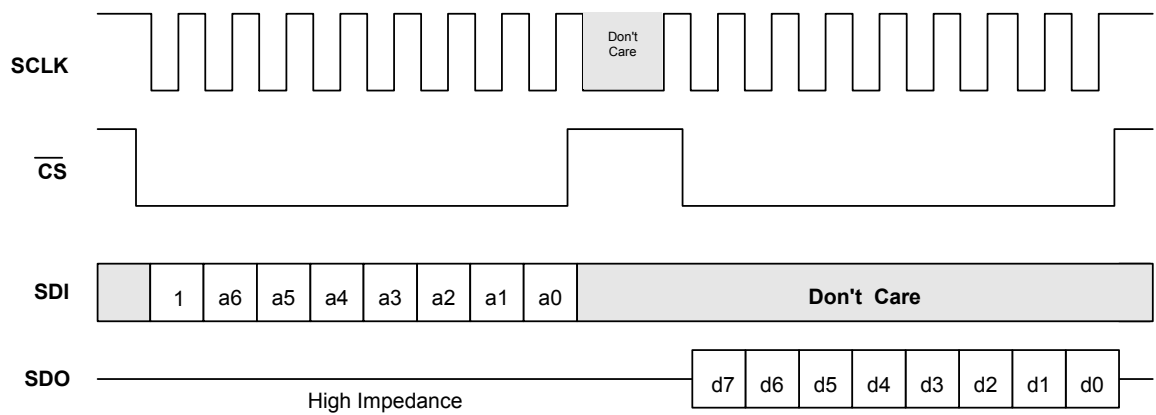 Don't
Care
SCLK
CS
SDI 1 a6 a5 a4 a3 a2 a1 a0 Don't Care
SDO High Impedance d7 d6 d5 d4 d3 d2 d1 d0